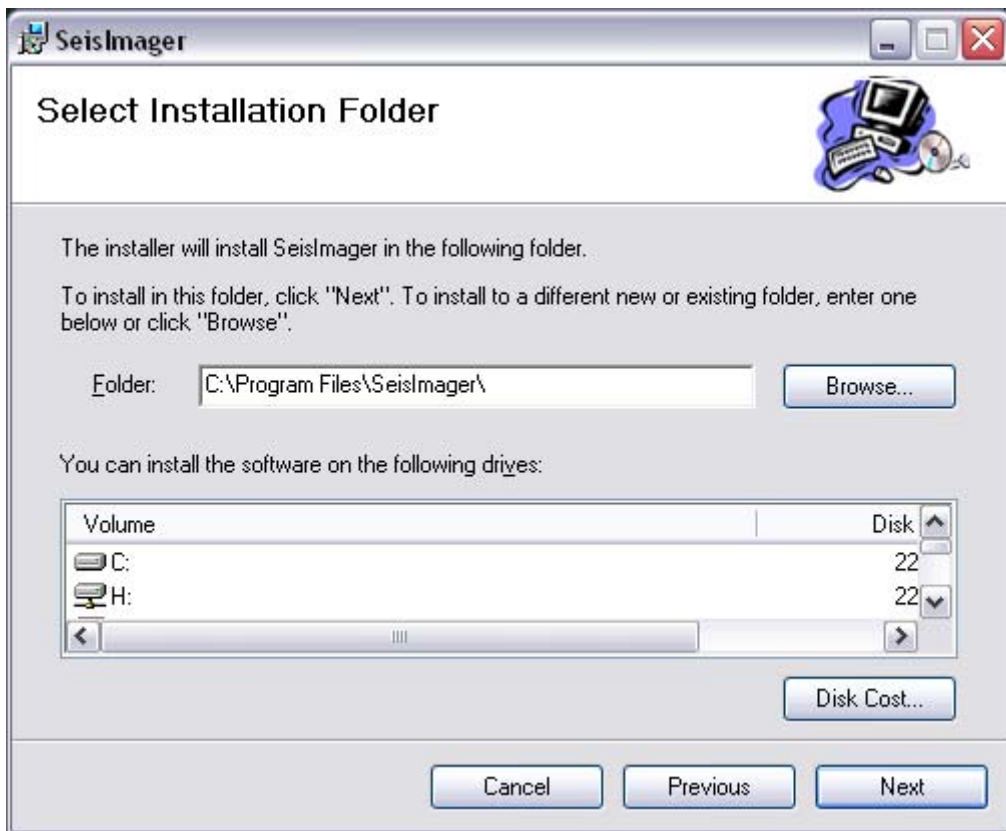 SeisImager
Select Installation Folder
The installer will install SeisImager in the following folder.
To install in this folder, click "Next". To install to a different new or existing folder, enter one
below or click "Browse".
Folder: C:\Program Files\SeisImager\ Browse...
You can install the software on the following drives:
Volume Disk
C: 22
H: 22
Disk Cost...
Cancel Previous Next